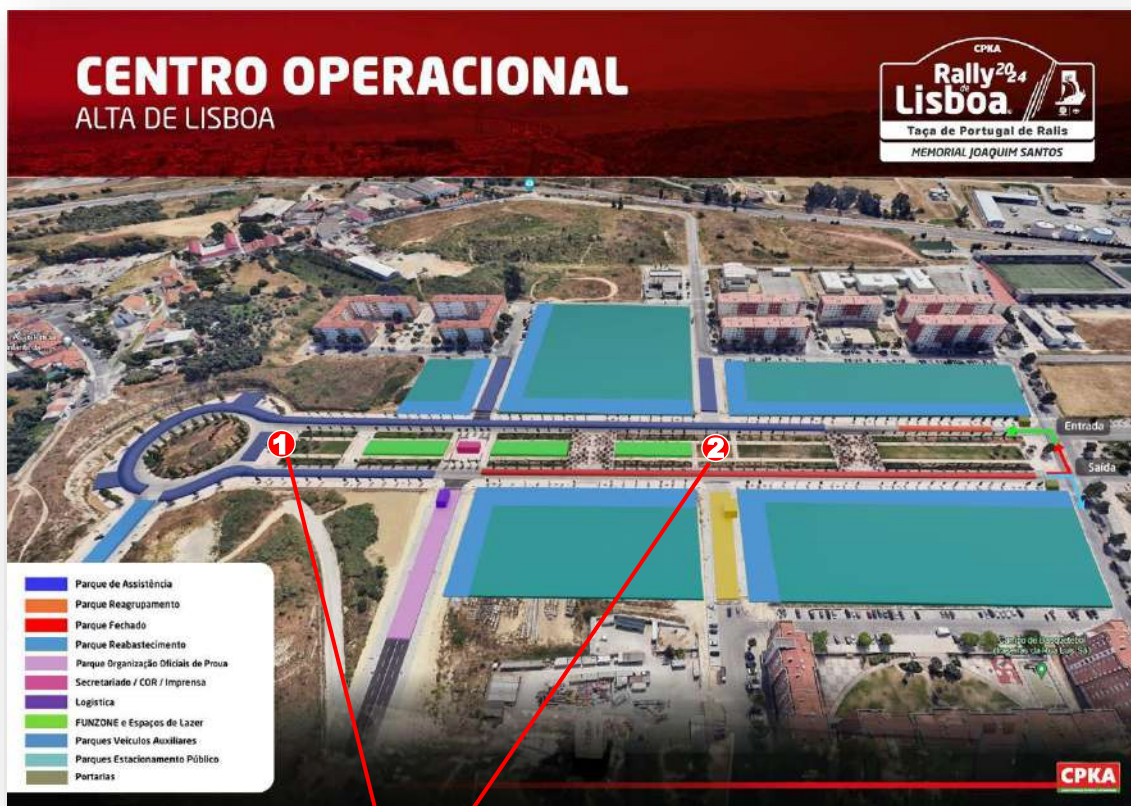 CENTRO OPERACIONAL
ALTA DE LISBOA
CPKA
Rally de 2024
Lisboa
Taça de Portugal de Ralis
MEMORIAL JOAQUIM SANTOS
Entrada
1
2
Saída
Parque de Assistência
Parque Reagrupamento
Parque Fechado
Parque Reabastecimento
Parque Organização Oficiais de Prova
Secretariado / COR / Imprensa
Logística
FUNZONE e Espaços de Lazer
Parques Veículos Auxiliares
Parques Estacionamento Público
Portarias
CPKA